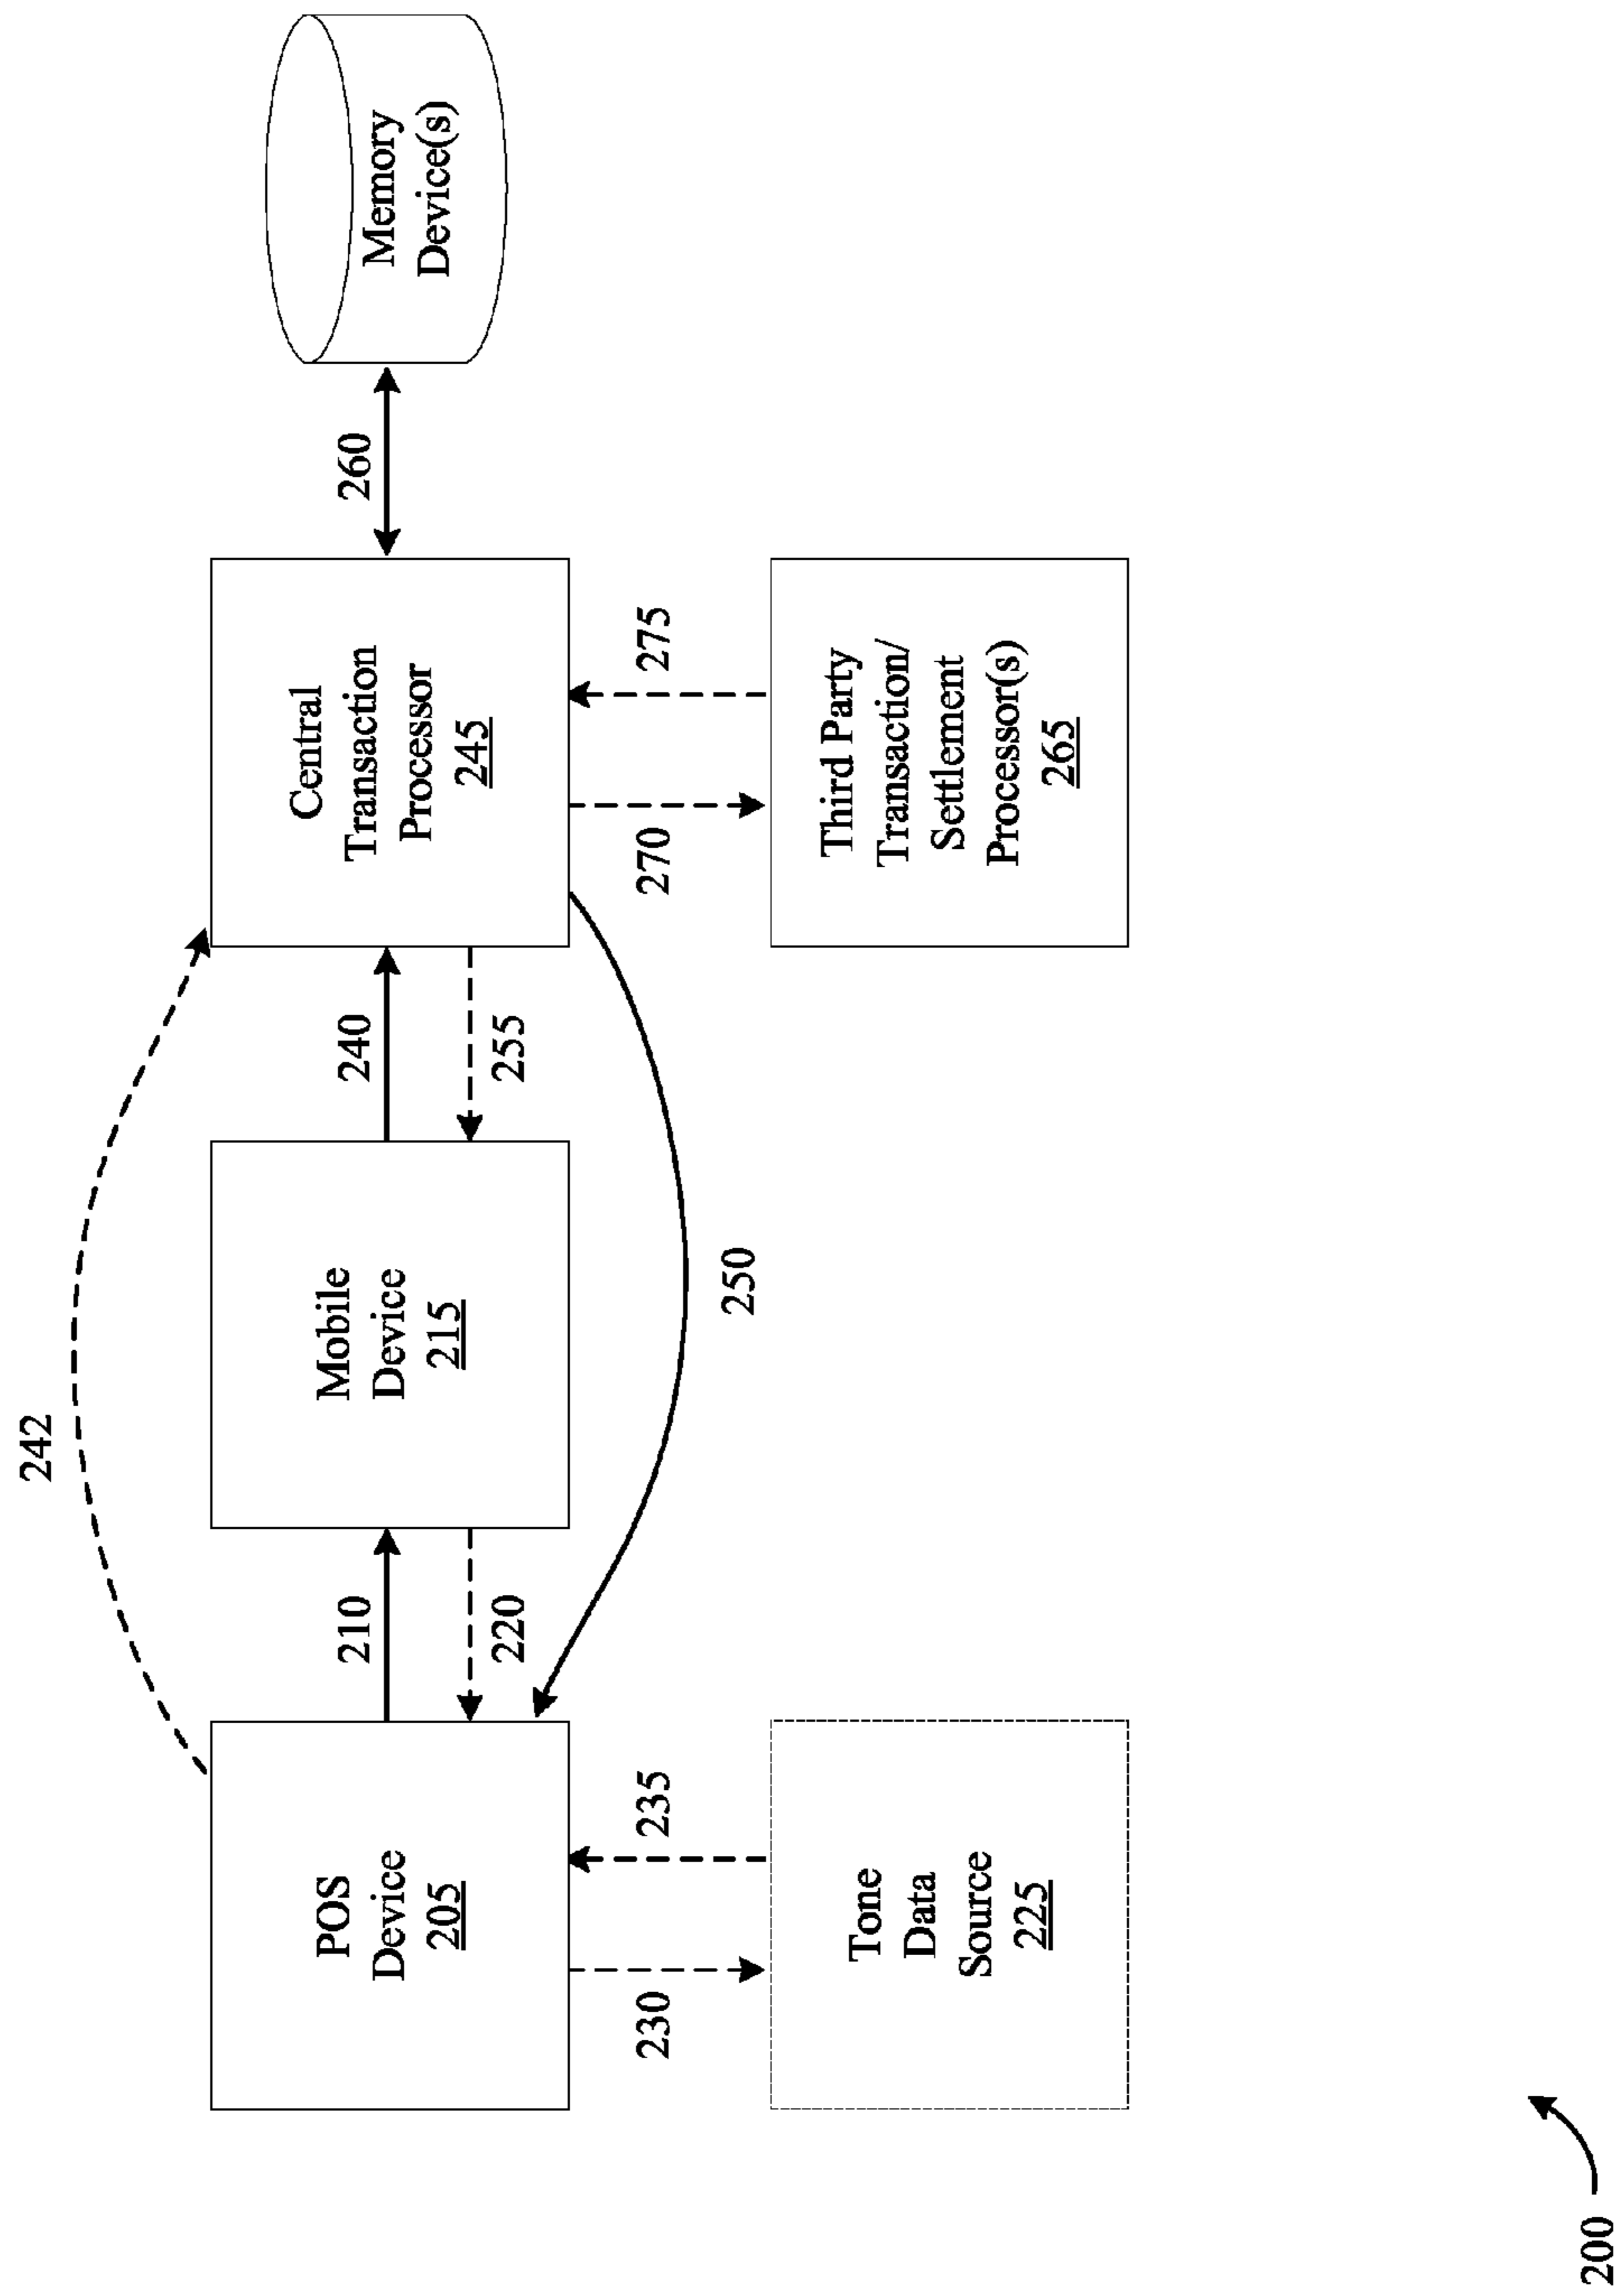 242
POS
Device
205
210
220
Mobile
Device
215
240
255
Central
Transaction
Processor
245
260
Memory
Device(s)
250
230
235
270
275
Tone
Data
Source
225
Third Party
Transaction/
Settlement
Processor(s)
265
200